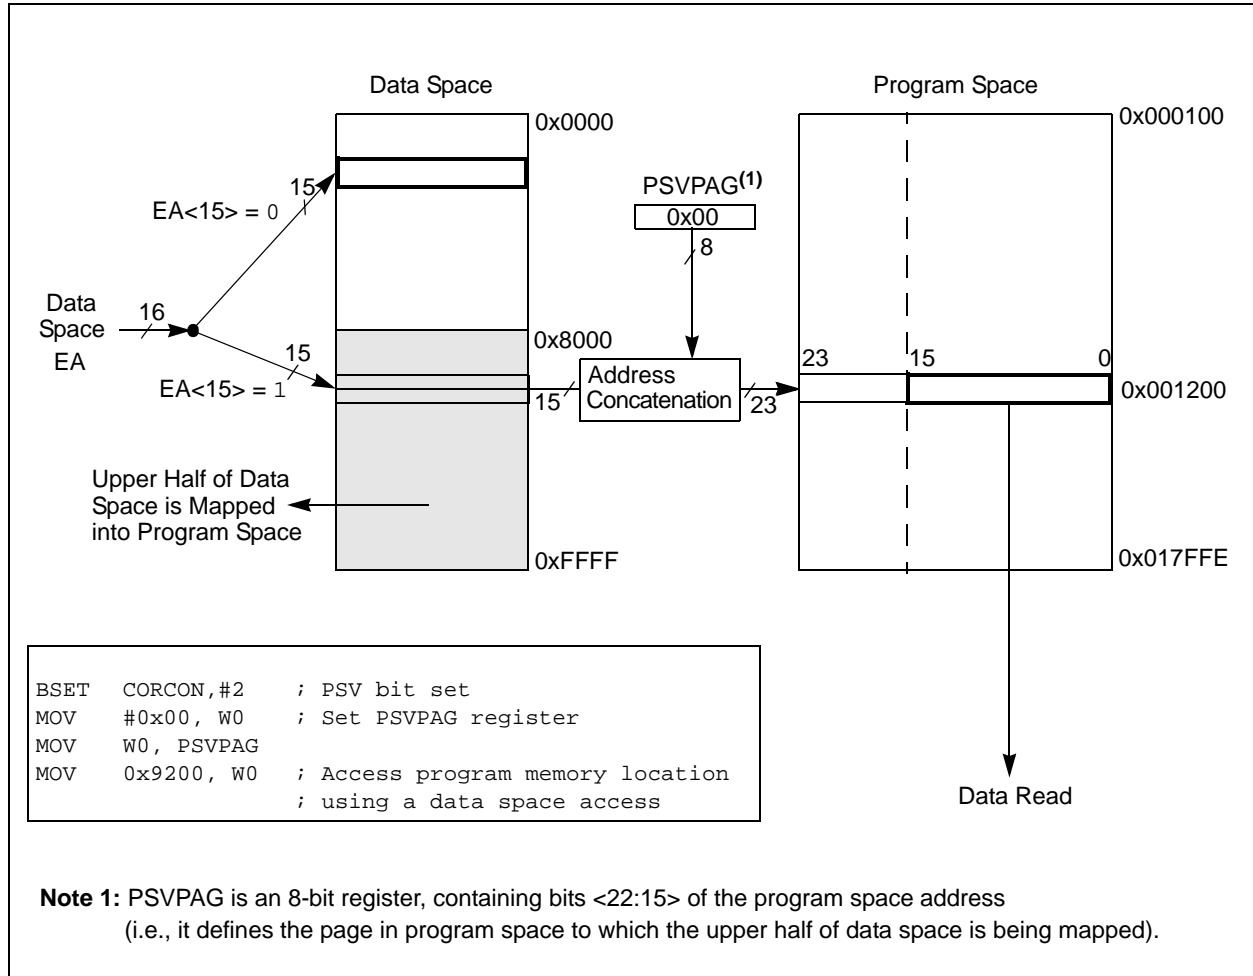 Data Space
Program Space
0x0000
0x000100
15
PSVPAG(1)
EA<15> = 0
0x00
8
Data
Space
EA
16
0x8000
15
EA<15> = 1
15
Address
Concatenation
23
23
15
0
0x001200
Upper Half of Data
Space is Mapped
into Program Space
0xFFFF
0x017FFE
BSET CORCON,#2 ; PSV bit set
MOV #0x00, W0 ; Set PSVPAG register
MOV W0, PSVPAG
MOV 0x9200, W0 ; Access program memory location
; using a data space access
Data Read
Note 1: PSVPAG is an 8-bit register, containing bits <22:15> of the program space address
(i.e., it defines the page in program space to which the upper half of data space is being mapped).